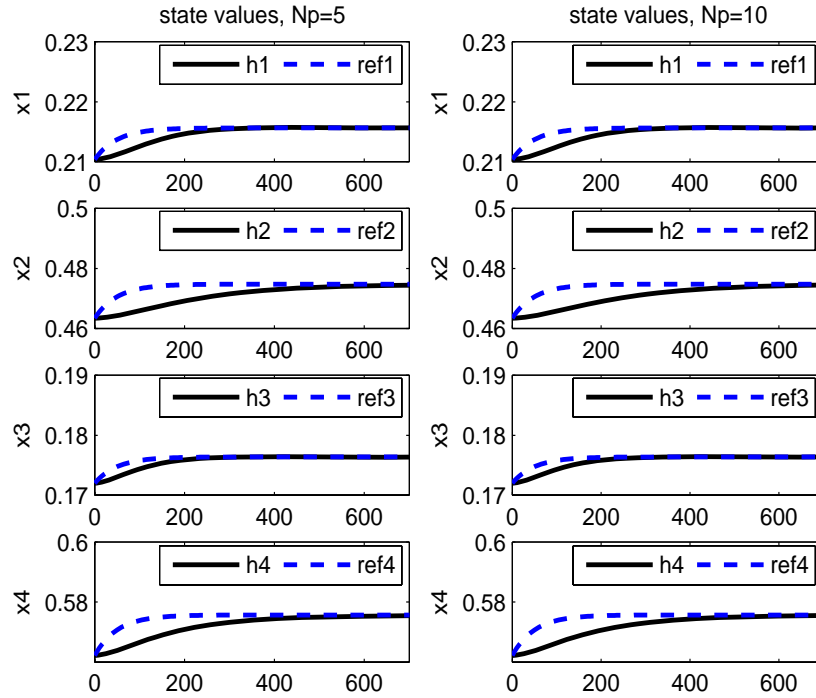 state values, Np=5
0.23
0.22
0.21
x1
h1 ref1
0 200 400 600
0.5
0.48
0.46
x2
h2 ref2
0 200 400 600
0.19
0.18
0.17
x3
h3 ref3
0 200 400 600
0.6
0.58
x4
h4 ref4
0 200 400 600
state values, Np=10
0.23
0.22
0.21
x1
h1 ref1
0 200 400 600
0.5
0.48
0.46
x2
h2 ref2
0 200 400 600
0.19
0.18
0.17
x3
h3 ref3
0 200 400 600
0.6
0.58
x4
h4 ref4
0 200 400 600